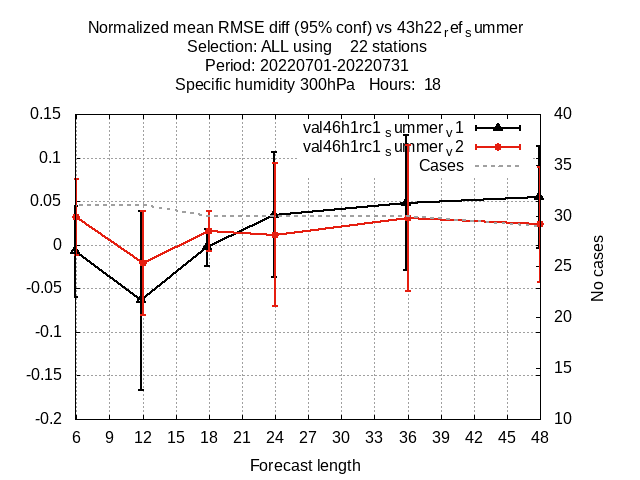 Normalized mean RMSE diff (95% conf) vs 43h22refsummer
Selection: ALL using 22 stations
Period: 20220701-20220731
Specific humidity 300hPa Hours: 18
val46h1rc1summerv1
val46h1rc1summerv2
Cases
0.15
0.1
0.05
0
-0.05
-0.1
-0.15
-0.2
40
35
30
25
20
15
10
No cases
6 9 12 15 18 21 24 27 30 33 36 39 42 45 48
Forecast length